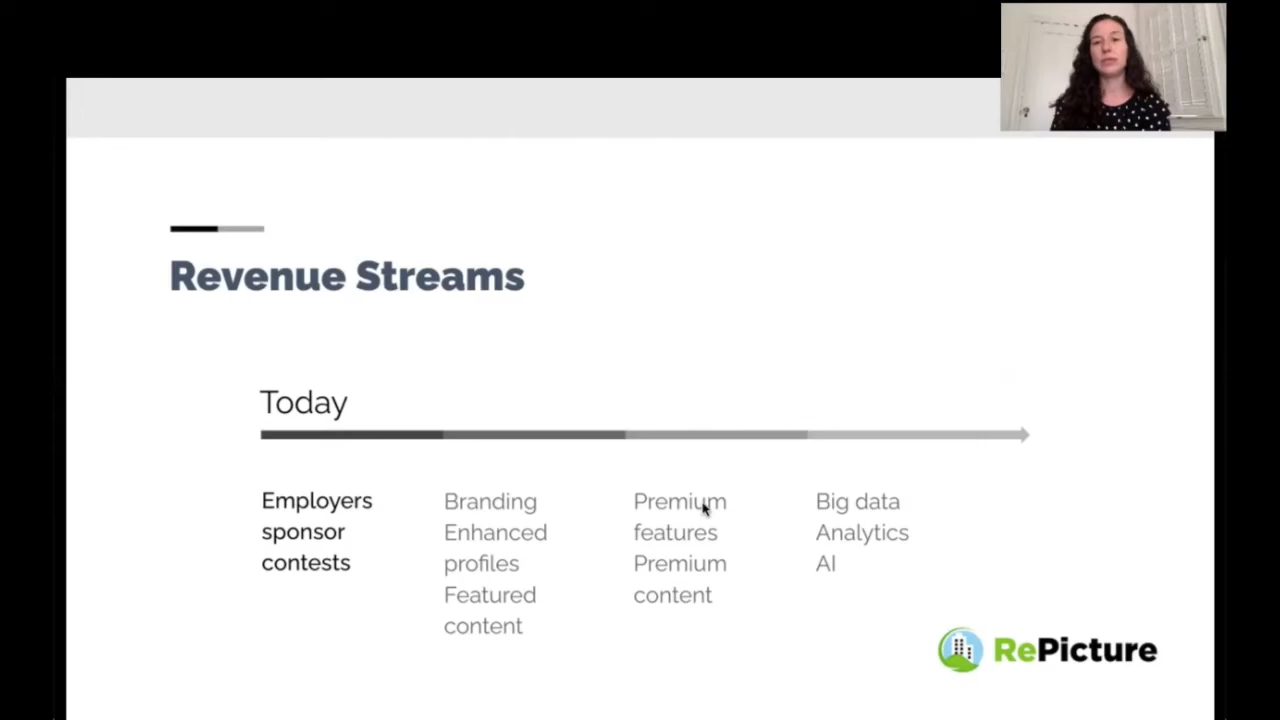 Revenue Streams
Today
Employers
sponsor
contests
Branding
Enhanced
profiles
Featured
content
Premium
features
Premium
content
Big data
Analytics
AI
RePicture